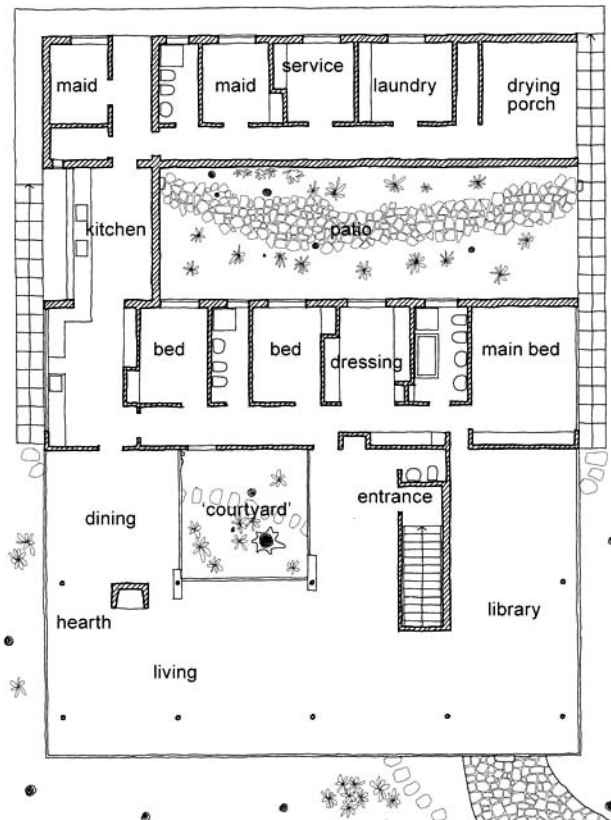 maid
maid
service
laundry
drying
porch
kitchen
patio
bed
bed
dressing
main bed
dining
'courtyard'
entrance
hearth
library
living